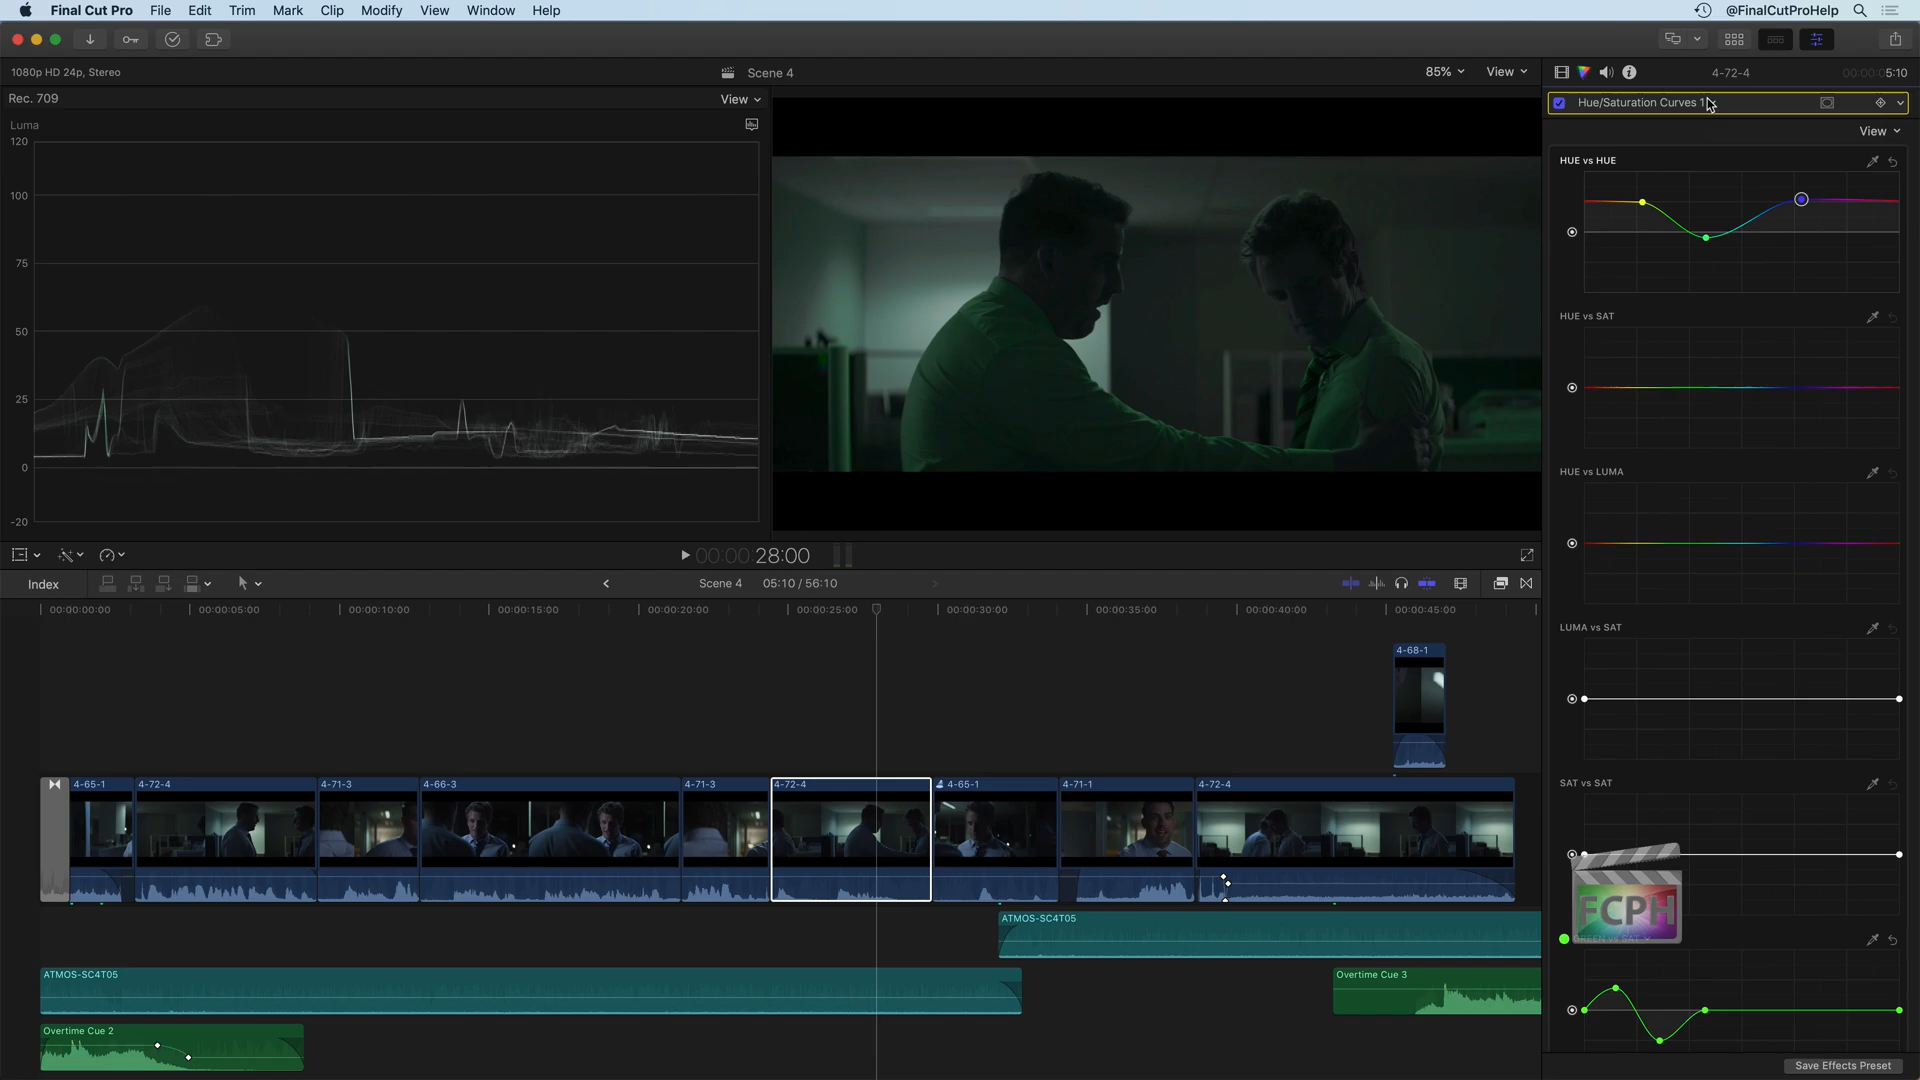 Final Cut Pro File Edit Trim Mark Clip Modify View Window Help @FinalCutProHelp
1080p HD 24p, Stereo Scene 4 85% View 4-72-4 00:00:05:10
Rec. 709 View Hue/Saturation Curves 1
View
Luma
120
100
75
50
25
0
-20
HUE vs HUE
HUE vs SAT
HUE vs LUMA
LUMA vs SAT
SAT vs SAT
FCPH
GREEN vs SAT
Save Effects Preset
00:00:28:00
Index Scene 4 05:10 / 56:10
00:00:00:00 00:00:05:00 00:00:10:00 00:00:15:00 00:00:20:00 00:00:25:00 00:00:30:00 00:00:35:00 00:00:40:00 00:00:45:00
4-68-1
4-65-1 4-72-4 4-71-3 4-66-3 4-71-3 4-72-4 4-65-1 4-71-1 4-72-4
ATMOS-SC4T05
ATMOS-SC4T05 Overtime Cue 3
Overtime Cue 2